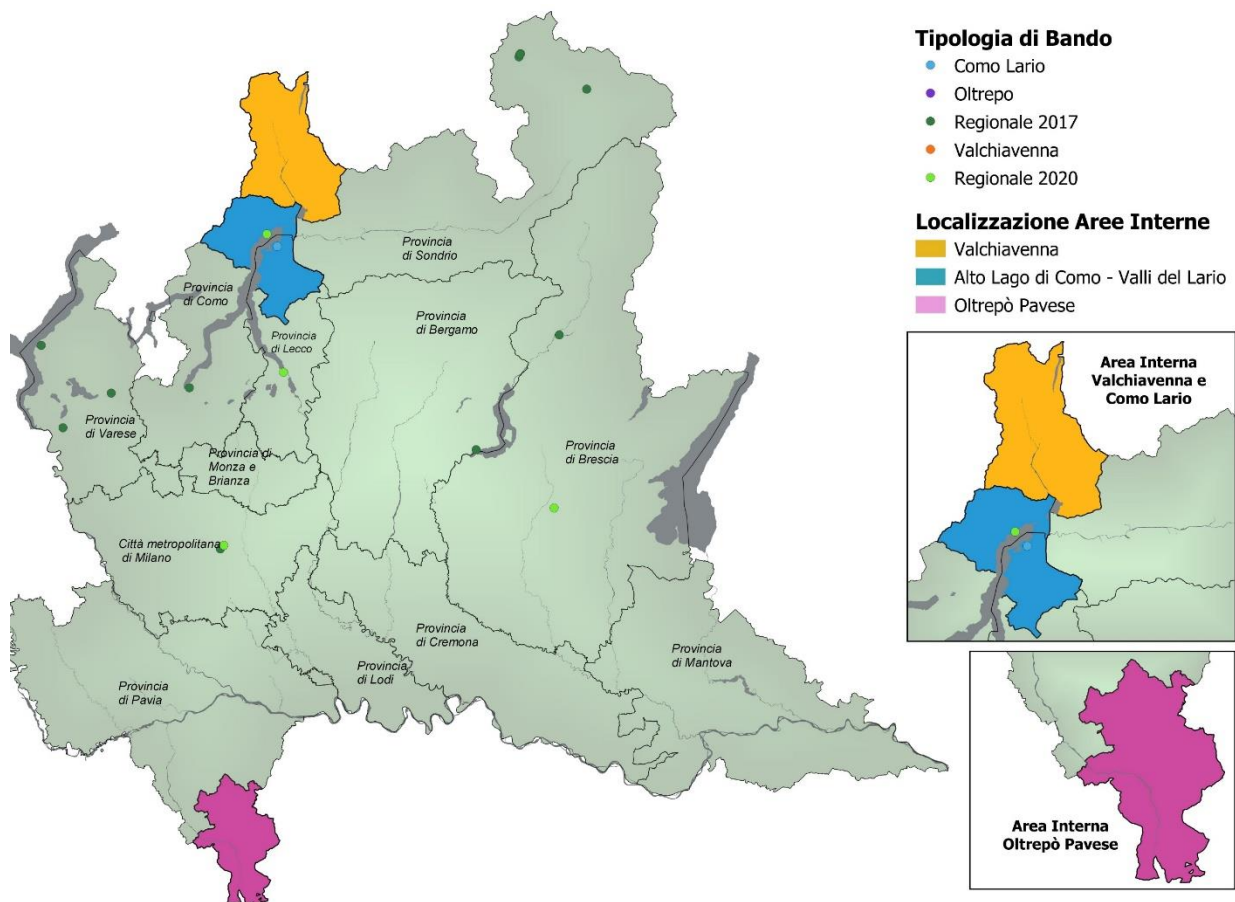 Tipologia di Bando
Como Lario
Oltrepo
Regionale 2017
Valchiavenna
Regionale 2020
Localizzazione Aree Interne
Valchiavenna
Alto Lago di Como - Valli del Lario
Oltrepò Pavese
Provincia
di Sondrio
Provincia
di Como
Provincia
di Bergamo
Provincia
di Lecco
Provincia
di Varese
Provincia di
Monza e
Brianza
Provincia
di Brescia
Città metropolitana
di Milano
Provincia
di Cremona
Provincia
di Mantova
Provincia
di Lodi
Provincia
di Pavia
Area Interna
Valchiavenna e
Como Lario
Area Interna
Oltrepò Pavese